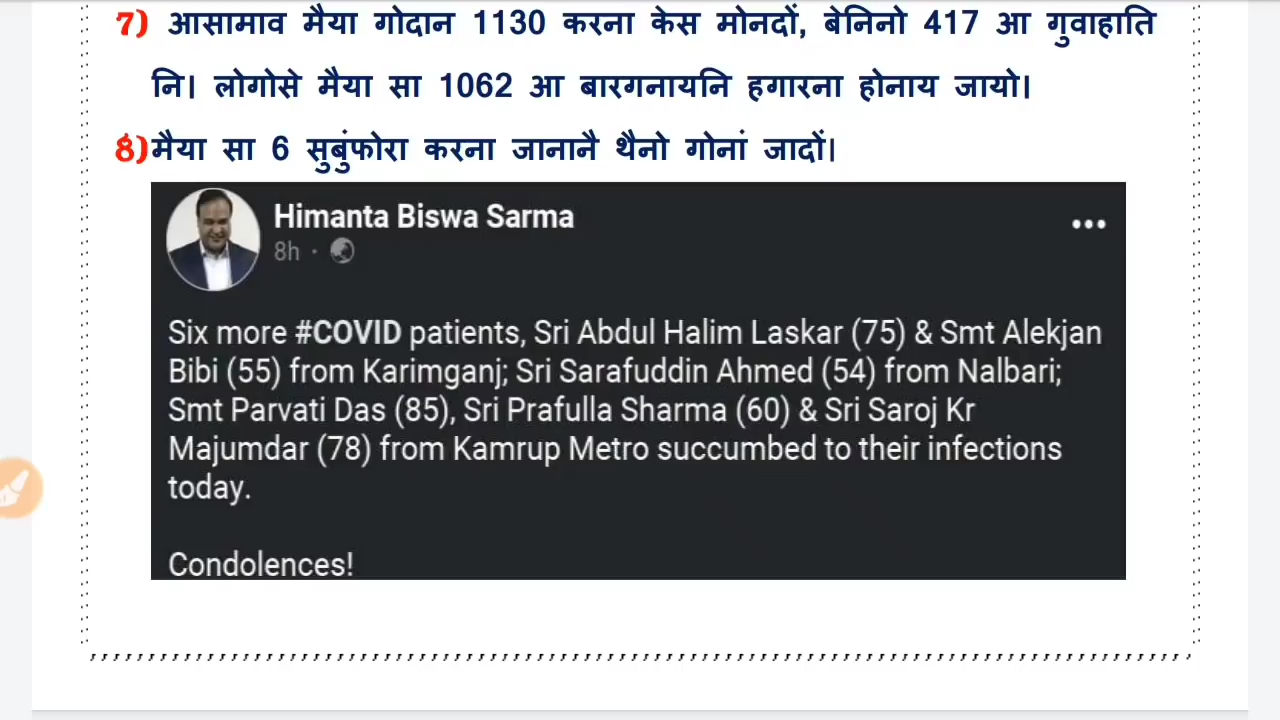 7) आसामाव मैया गोदान 1130 करना केस मोनदों, बेनिनो 417 आ गुवाहाति
नि। लोगोसे मैया सा 1062 आ बारगनायनि हगारना होनाय जायो।
8)मैया सा 6 सुबुंफोरा करना जानानै थैनो गोनां जादों।
Himanta Biswa Sarma
8h ·
Six more #COVID patients, Sri Abdul Halim Laskar (75) & Smt Alekjan
Bibi (55) from Karimganj; Sri Sarafuddin Ahmed (54) from Nalbari;
Smt Parvati Das (85), Sri Prafulla Sharma (60) & Sri Saroj Kr
Majumdar (78) from Kamrup Metro succumbed to their infections
today.
Condolences!